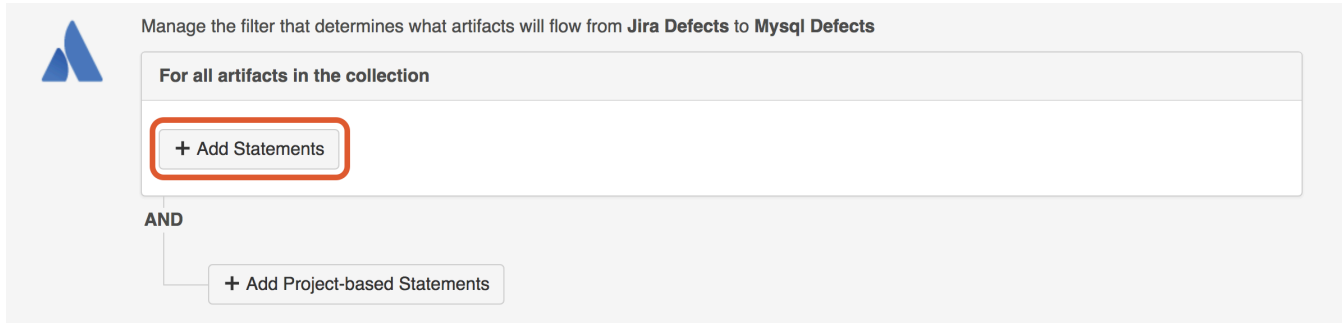 Manage the filter that determines what artifacts will flow from Jira Defects to Mysql Defects
For all artifacts in the collection
+ Add Statements
AND
+ Add Project-based Statements